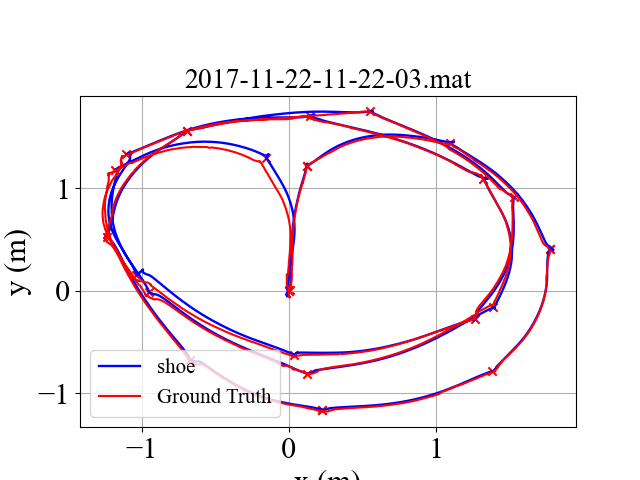 2017-11-22-11-22-03.mat
y (m)
1
0
−1
shoe
Ground Truth
−1
0
1
x (m)